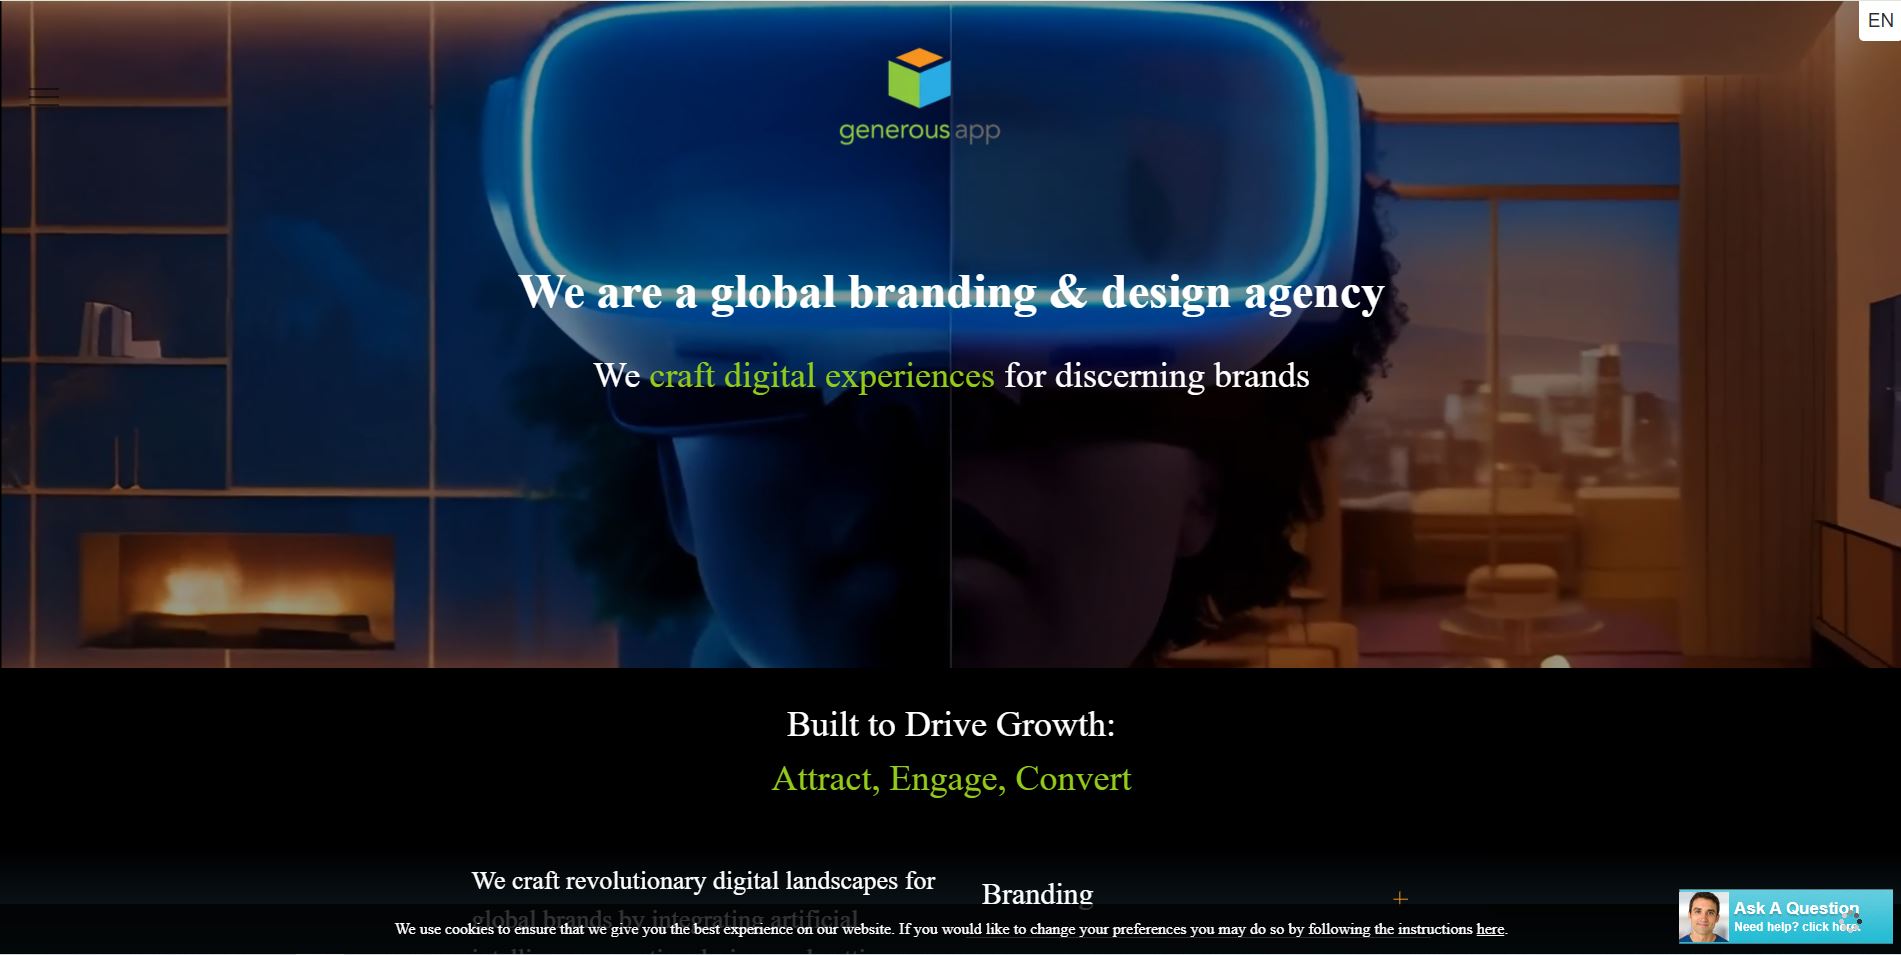 EN
generous app
We are a global branding & design agency
We craft digital experiences for discerning brands
Built to Drive Growth:
Attract, Engage, Convert
We craft revolutionary digital landscapes for
global brands by integrating artificial
Branding
+
We use cookies to ensure that we give you the best experience on our website. If you would like to change your preferences you may do so by following the instructions here.
Ask A Question
Need help? click here.